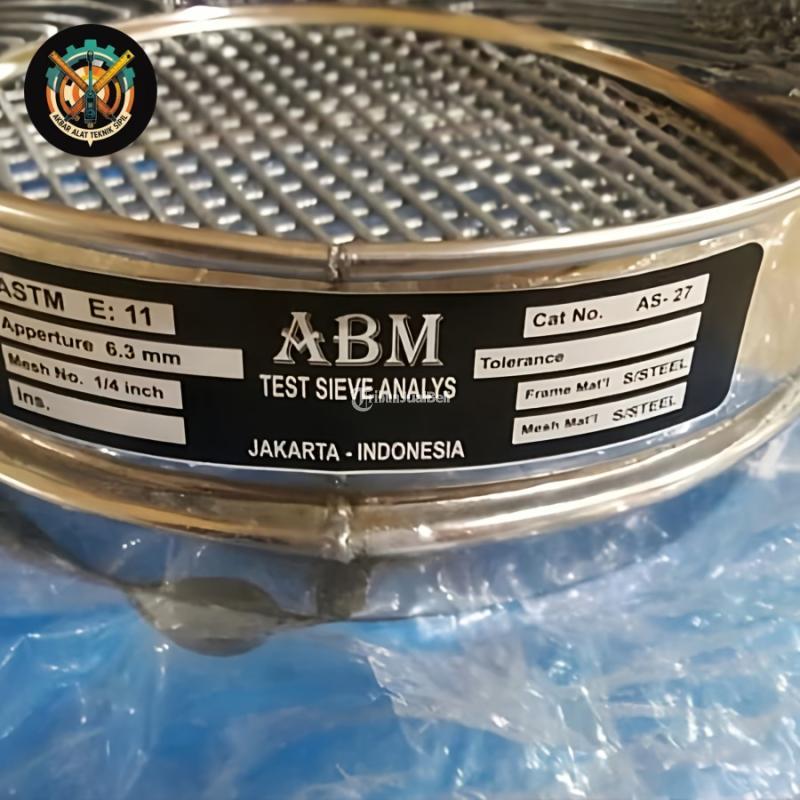 AKBAR ALAT TEKNIK SIPIL
ASTM E: 11
Apperture 6.3 mm
Mesh No. 1/4 inch
Ins.
ABM
TEST SIEVE ANALYS
JAKARTA - INDONESIA
Cat No. AS- 27
Tolerance
Frame Mat'l S/STEEL
Mesh Mat'l S/STEEL